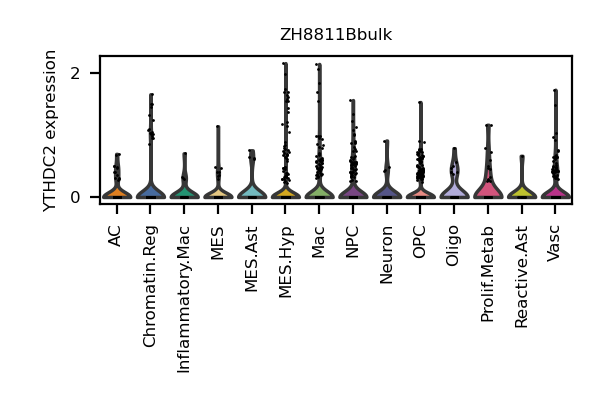 ZH8811Bbulk
YTHDC2 expression
2
0
AC
Chromatin.Reg
Inflammatory.Mac
MES
MES.Ast
MES.Hyp
Mac
NPC
Neuron
OPC
Oligo
Prolif.Metab
Reactive.Ast
Vasc